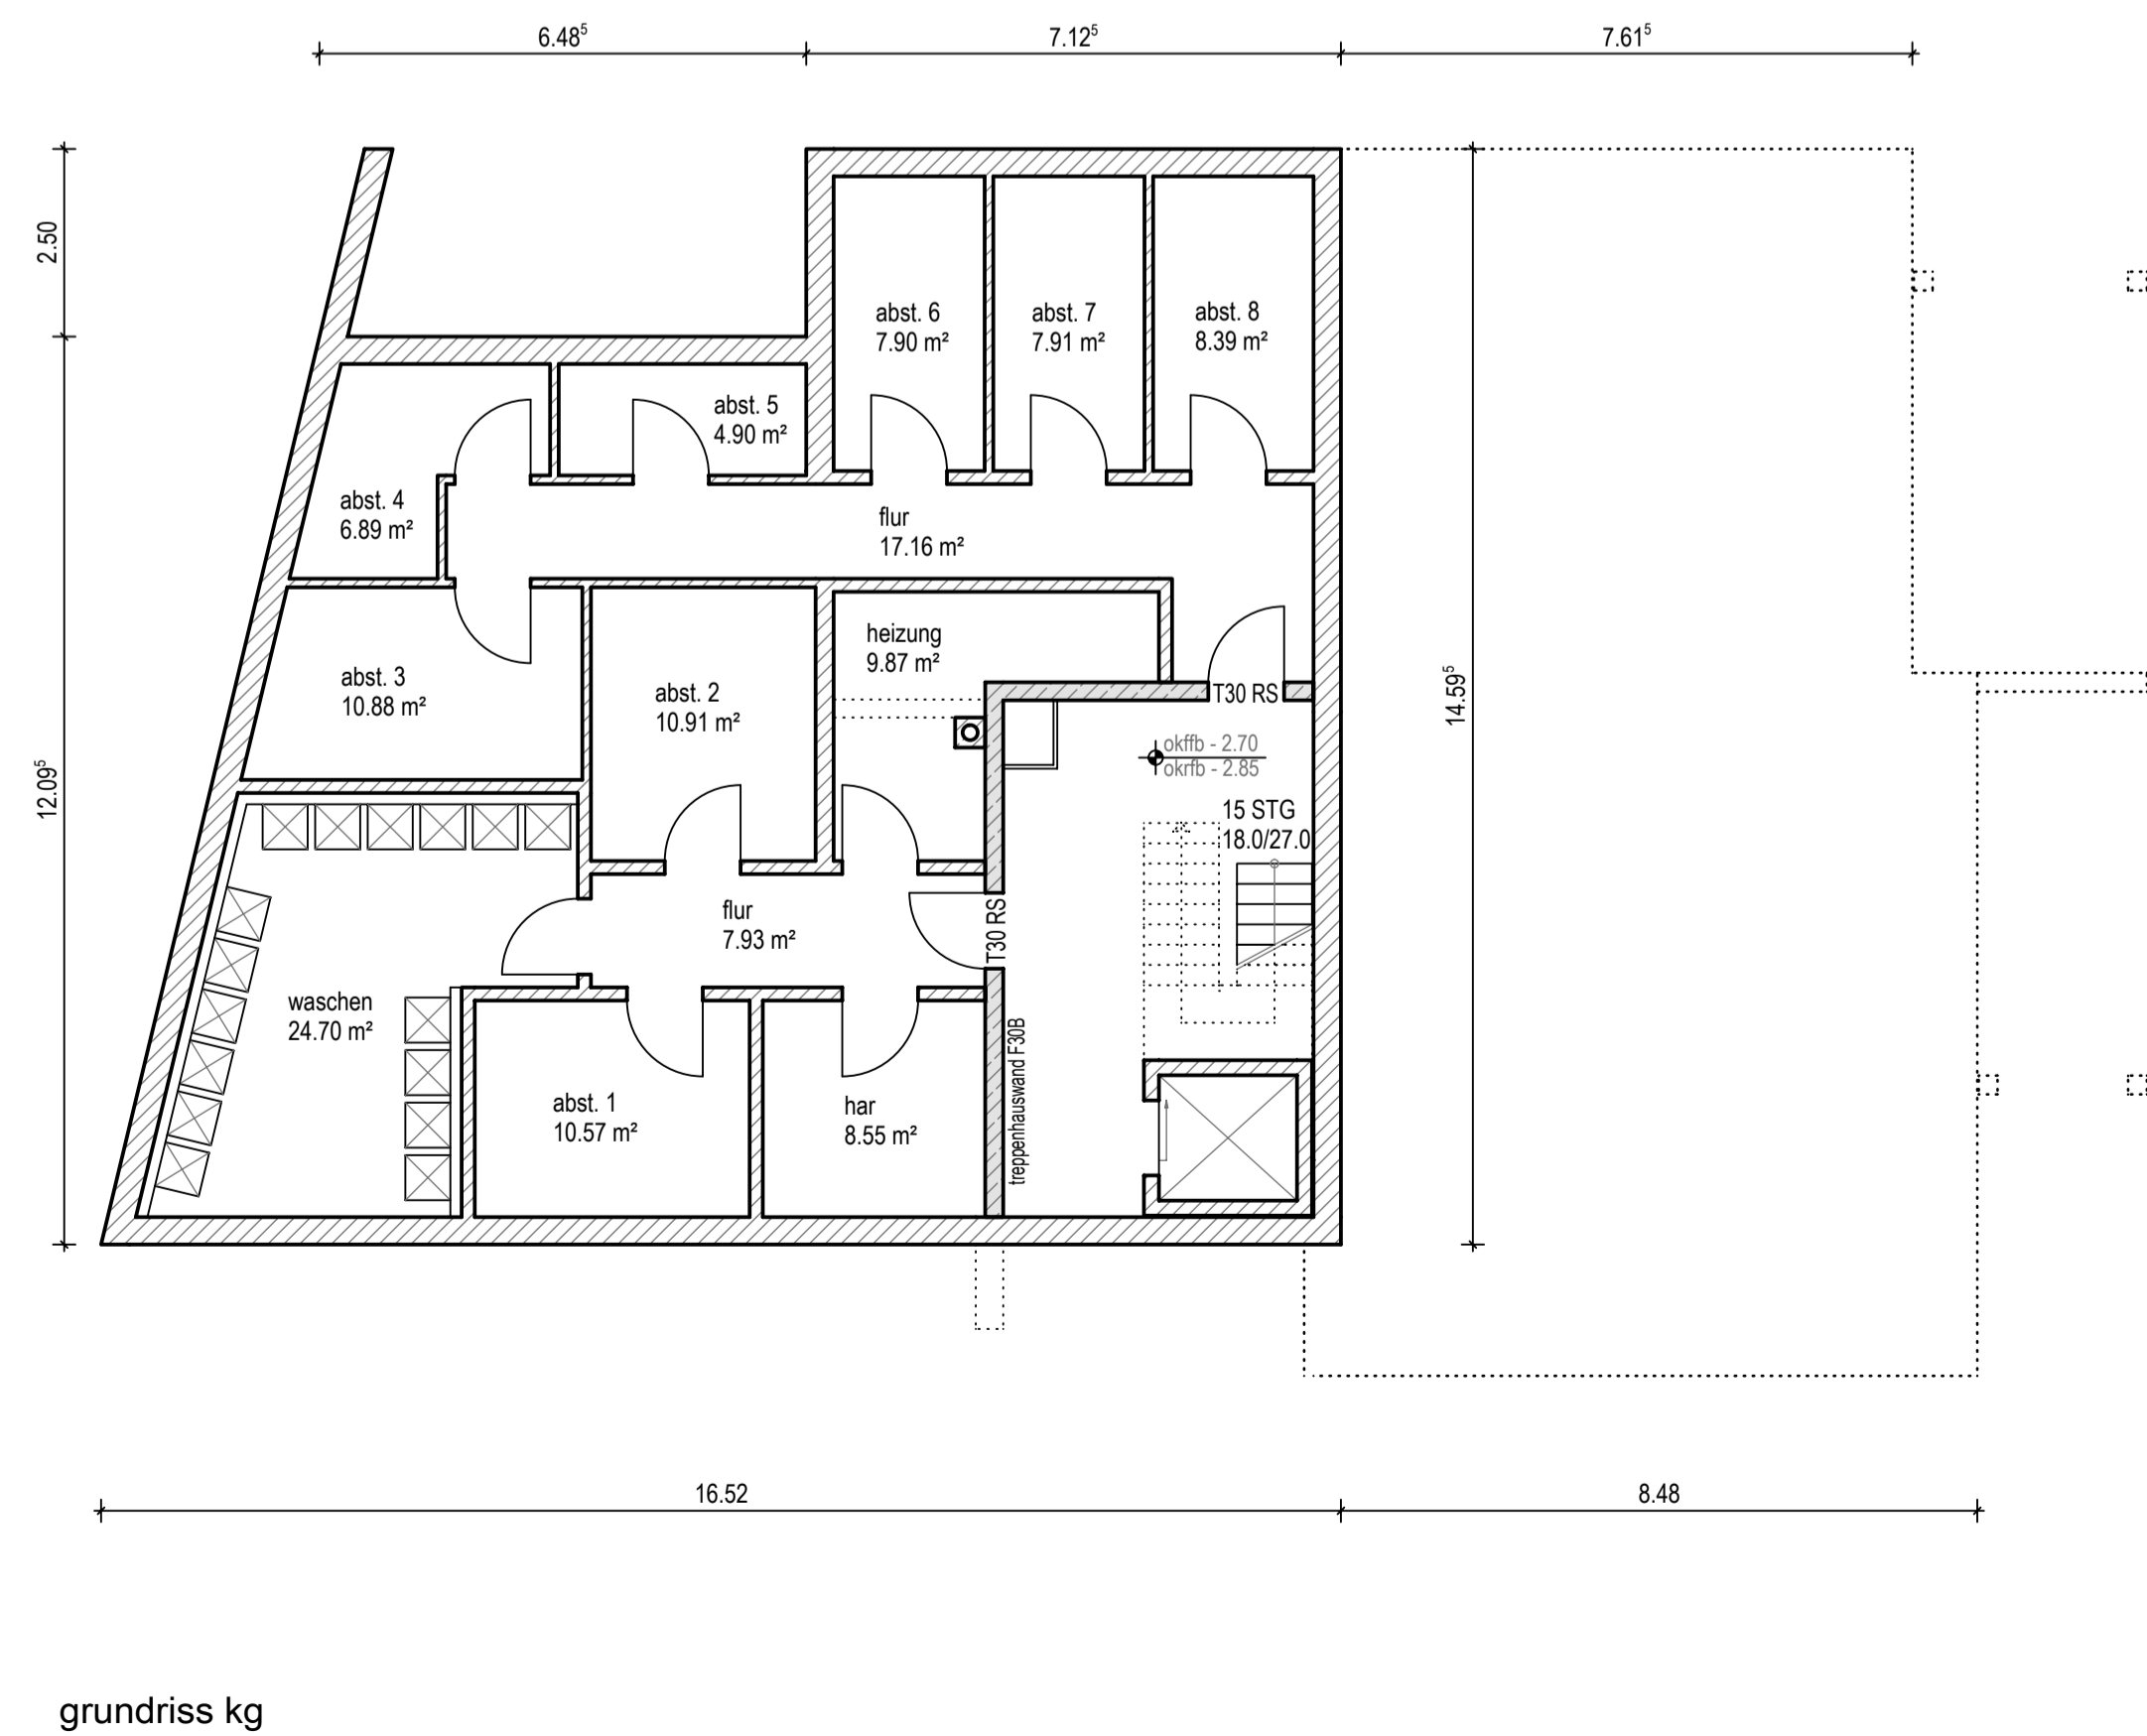 6.48⁵
7.12⁵
7.61⁵
2.50
12.09⁵
14.59⁵
abst. 6
7.90 m²
abst. 7
7.91 m²
abst. 8
8.39 m²
abst. 5
4.90 m²
abst. 4
6.89 m²
flur
17.16 m²
heizung
9.87 m²
abst. 3
10.88 m²
abst. 2
10.91 m²
T30 RS
okffb - 2.70
okrfb - 2.85
15 STG
18.0/27.0
flur
7.93 m²
T30 RS
waschen
24.70 m²
treppenhauswand F30B
abst. 1
10.57 m²
har
8.55 m²
16.52
8.48
grundriss kg